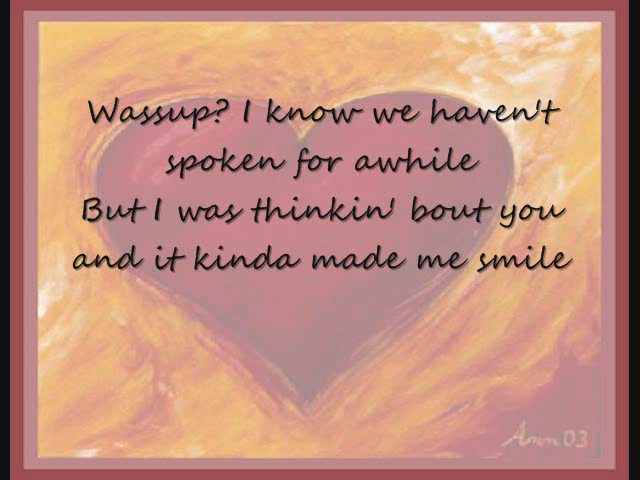 Wassup? I know we haven't
spoken for awhile
But I was thinkin' bout you
and it kinda made me smile
Ann 03